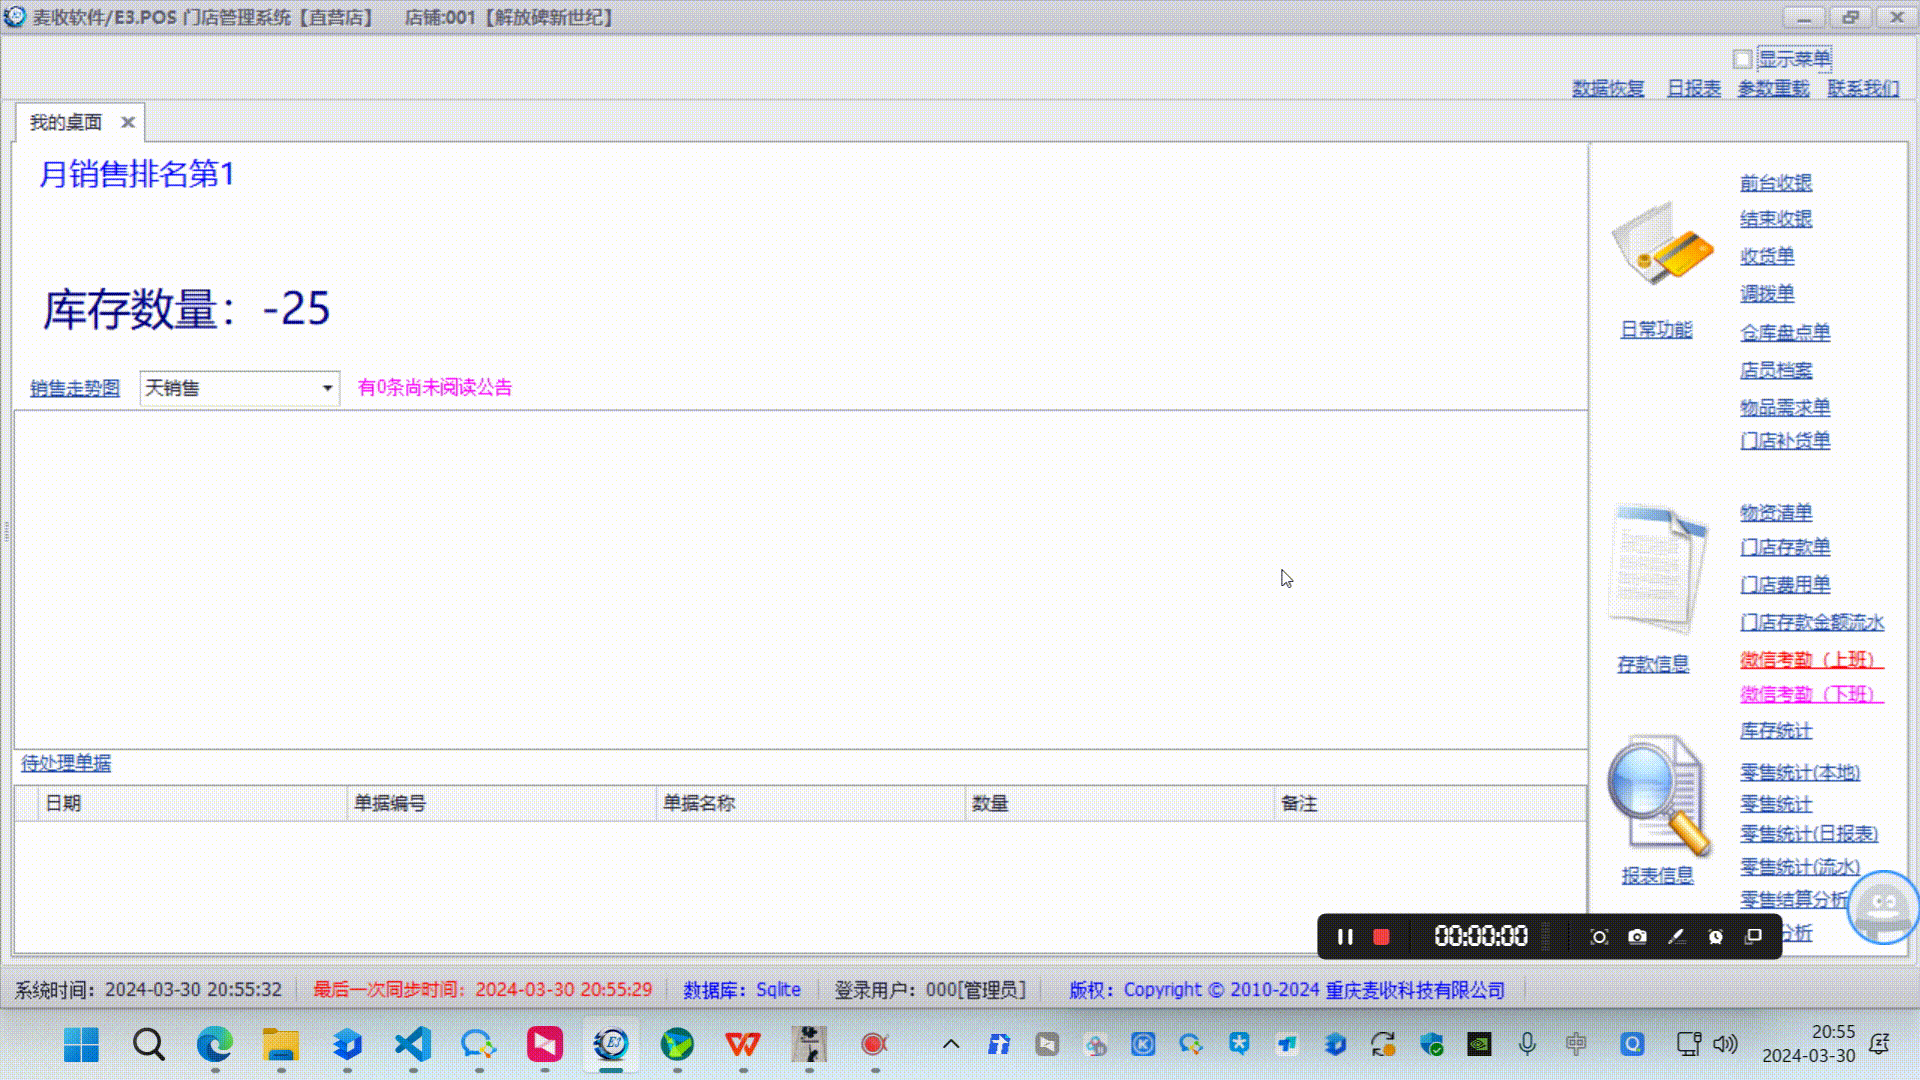 麦收软件/E3.POS 门店管理系统【直营店】 店铺:001【解放碑新世纪】
显示菜单
数据恢复 日报表 参数重载 联系我们
我的桌面
月销售排名第1
库存数量：-25
销售走势图 天销售 有0条尚未阅读公告
待处理单据
日期 单据编号 单据名称 数量 备注
日常功能
前台收银
结束收银
收货单
调拨单
仓库盘点单
店员档案
物品需求单
门店补货单
存款信息
物资清单
门店存款单
门店费用单
门店存款金额流水
微信考勤（上班）
微信考勤（下班）
报表信息
库存统计
零售统计(本地)
零售统计
零售统计(日报表)
零售统计(流水)
零售结算分析
分析
00:00:00
系统时间：2024-03-30 20:55:32 最后一次同步时间：2024-03-30 20:55:29 数据库：Sqlite 登录用户：000[管理员] 版权：Copyright © 2010-2024 重庆麦收科技有限公司
中
20:55
2024-03-30